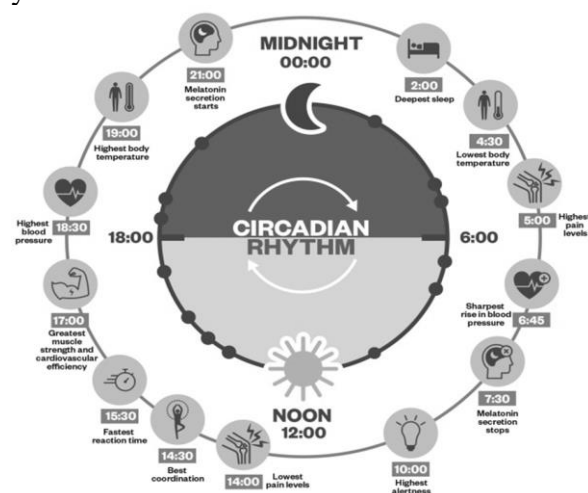 MIDNIGHT
00:00
2:00
Deepest sleep
4:30
Lowest body
temperature
5:00
Highest
pain
levels
6:00
Sharpest
rise in blood
pressure
6:45
7:30
Melatonin
secretion
stops
10:00
Highest
alertness
NOON
12:00
14:00
Lowest
pain levels
14:30
Best
coordination
15:30
Fastest
reaction time
17:00
Greatest
muscle
strength and
cardiovascular
efficiency
18:00
Highest
blood
pressure
18:30
19:00
Highest body
temperature
21:00
Melatonin
secretion
starts
CIRCADIAN
RHYTHM